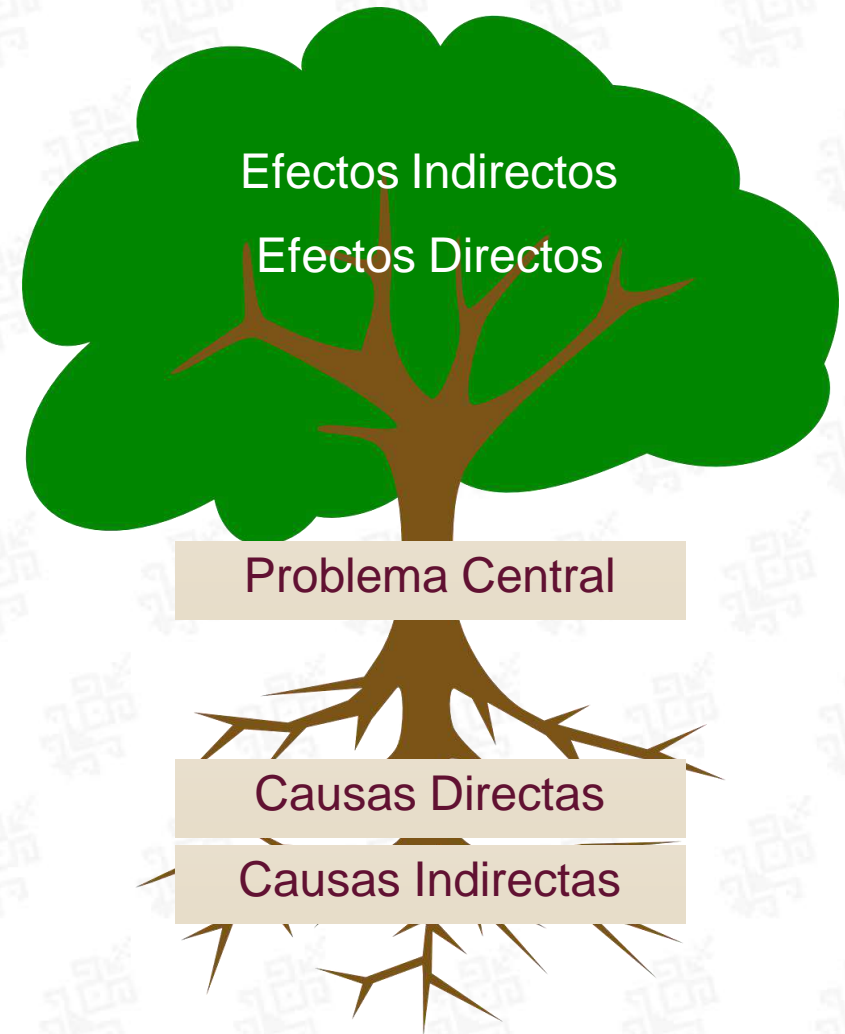 Efectos Indirectos
Efectos Directos
Problema Central
Causas Directas
Causas Indirectas